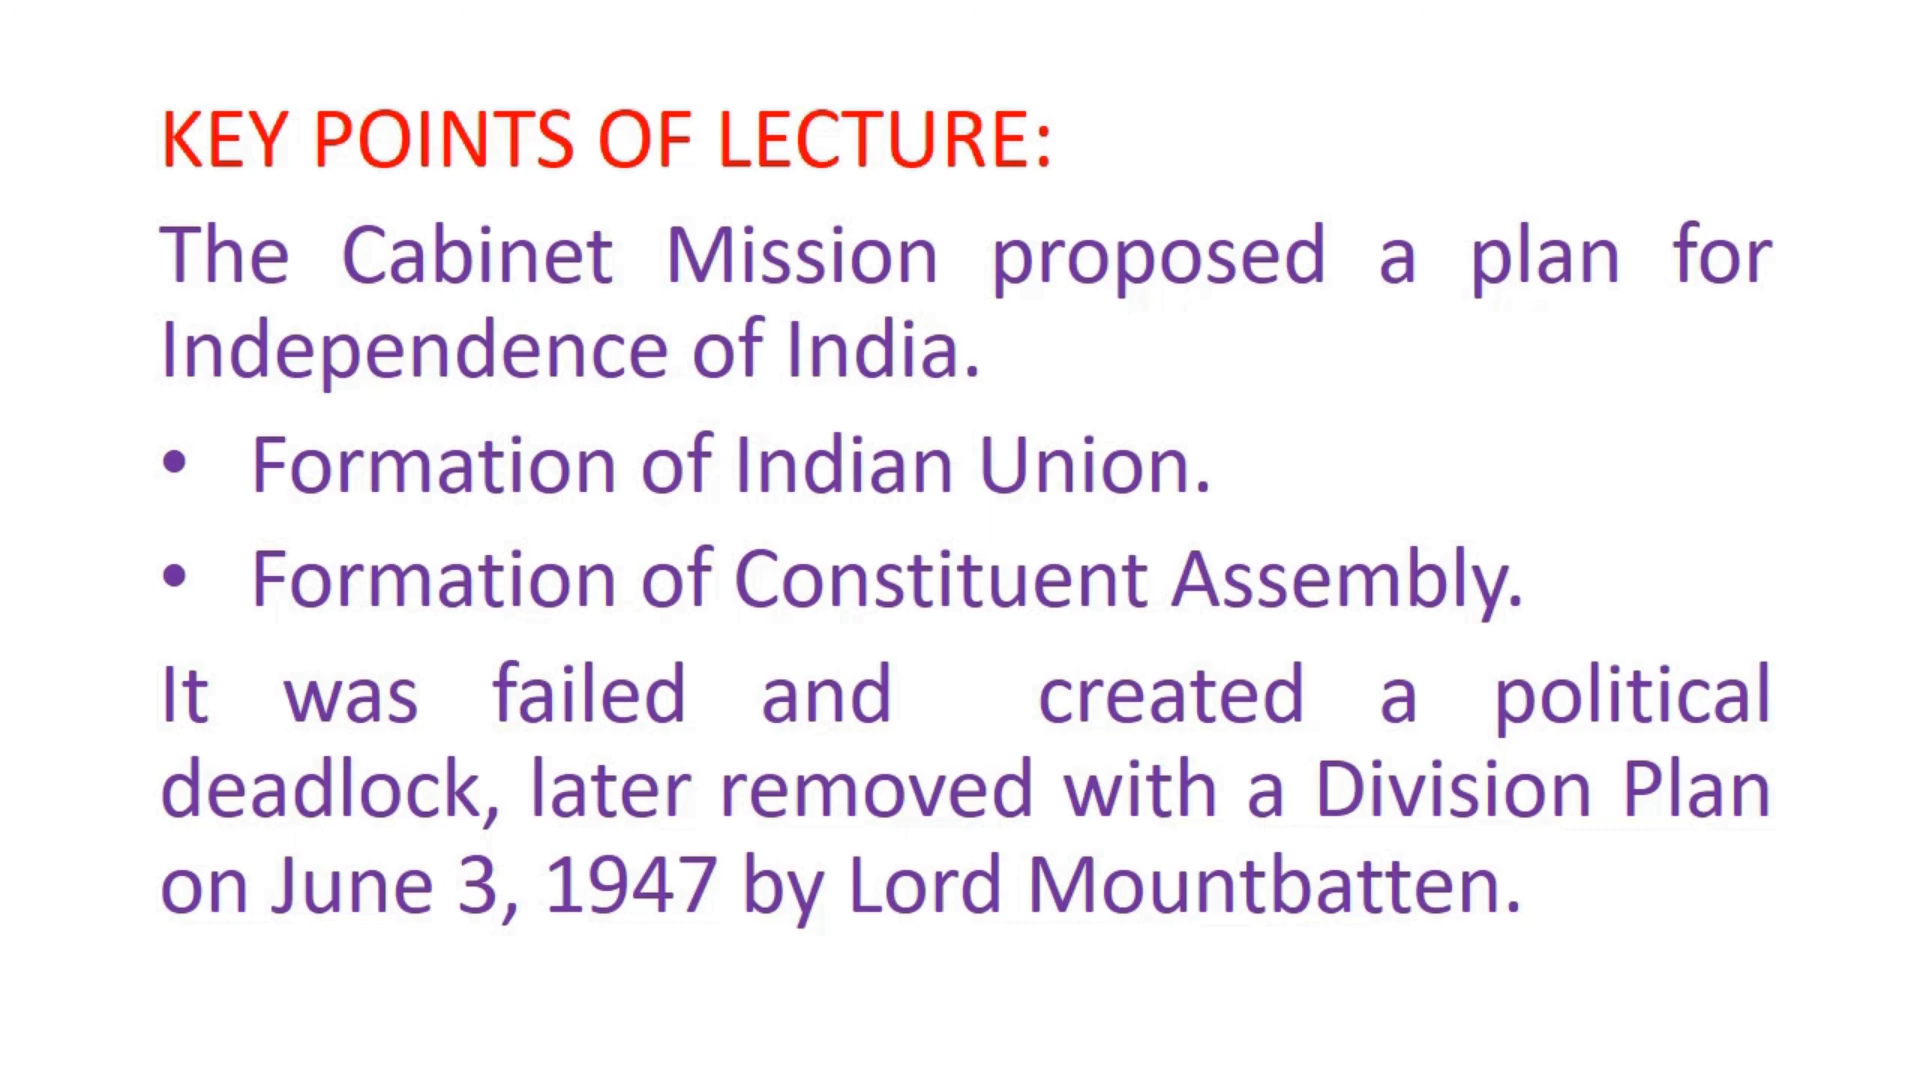 KEY POINTS OF LECTURE:
The Cabinet Mission proposed a plan for
Independence of India.
• Formation of Indian Union.
• Formation of Constituent Assembly.
It was failed and created a political
deadlock, later removed with a Division Plan
on June 3, 1947 by Lord Mountbatten.